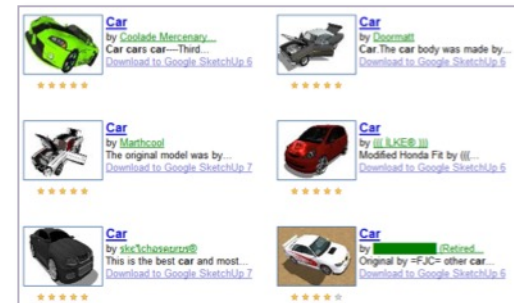 Car
by Coolade Mercenary...
Car cars car—Third...
Download to Google SketchUp 6
Car
by Doormatt
Car.The car body was made by...
Download to Google SketchUp 6
Car
by Marthcool
The original model was by...
Download to Google SketchUp 7
Car
by ((( ILKE® )))
Modified Honda Fit by (((...
Download to Google SketchUp 6
Car
by
This is the best car and most...
Download to Google SketchUp 7
Car
by (Retired...
Original by =FJC= other car...
Download to Google SketchUp 6